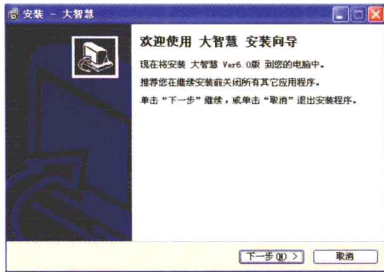 安装 - 大智慧
欢迎使用 大智慧 安装向导
现在将安装 大智慧 Ver6.0版 到您的电脑中。
推荐您在继续安装前关闭所有其它应用程序。
单击“下一步”继续，或单击“取消”退出安装程序。
下一步(N) >
取消